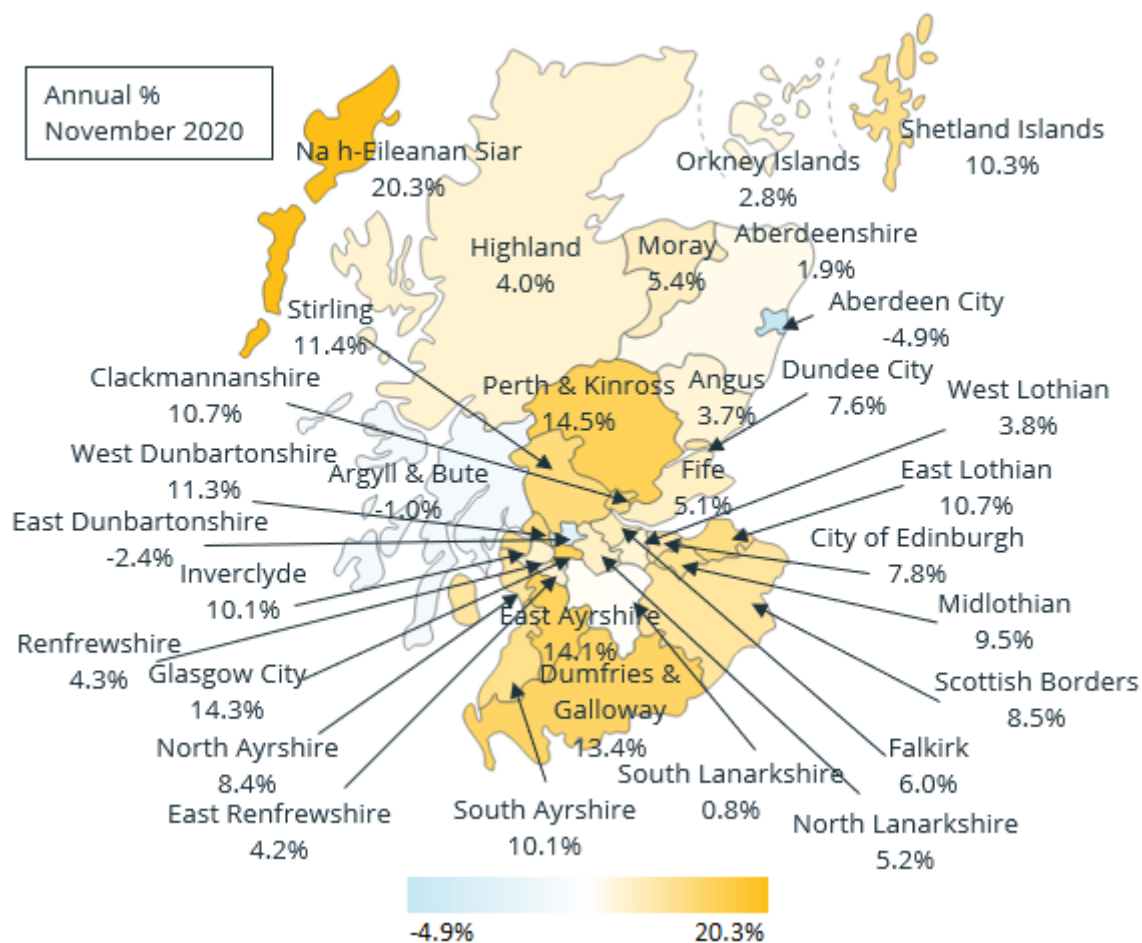 Annual %
November 2020
Na h-Eileanan Siar
20.3%
Shetland Islands
10.3%
Orkney Islands
2.8%
Highland
4.0%
Moray
5.4%
Aberdeenshire
1.9%
Aberdeen City
-4.9%
Stirling
11.4%
Clackmannanshire
10.7%
Perth & Kinross
14.5%
Angus
3.7%
Dundee City
7.6%
West Lothian
3.8%
West Dunbartonshire
11.3%
Argyll & Bute
-1.0%
Fife
5.1%
East Lothian
10.7%
East Dunbartonshire
-2.4%
City of Edinburgh
7.8%
Inverclyde
10.1%
Midlothian
9.5%
Renfrewshire
4.3%
East Ayrshire
14.1%
Glasgow City
14.3%
Dumfries &
Galloway
13.4%
Scottish Borders
8.5%
North Ayrshire
8.4%
Falkirk
6.0%
South Lanarkshire
0.8%
East Renfrewshire
4.2%
South Ayrshire
10.1%
North Lanarkshire
5.2%
-4.9%
20.3%